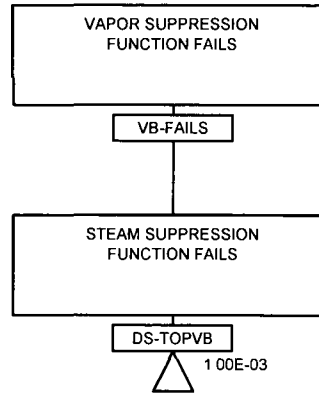 VAPOR SUPPRESSION
FUNCTION FAILS
VB-FAILS
STEAM SUPPRESSION
FUNCTION FAILS
DS-TOPVB
1 00E-03